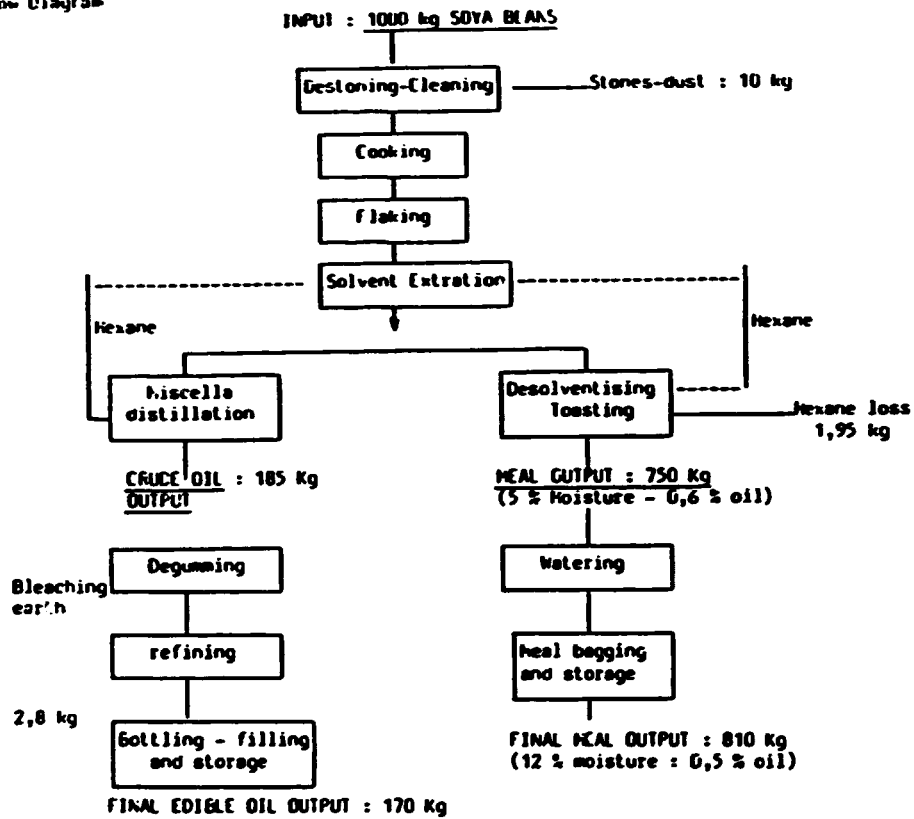 Diagram
INPUT : 1000 kg SOYA BEANS
Destoning-Cleaning
Stones-dust : 10 kg
Cooking
Flaking
Solvent Extration
Hexane
Hexane
Miscella
distillation
Desolventising
Toasting
Hexane loss
1,95 kg
CRUDE OIL : 185 Kg
OUTPUT
MEAL OUTPUT : 750 Kg
(5 % Moisture - 0,6 % oil)
Degumming
Watering
Bleaching
earth
refining
Meal bagging
and storage
2,8 kg
Bottling - filling
and storage
FINAL MEAL OUTPUT : 810 Kg
(12 % moisture : 0,5 % oil)
FINAL EDIBLE OIL OUTPUT : 170 Kg